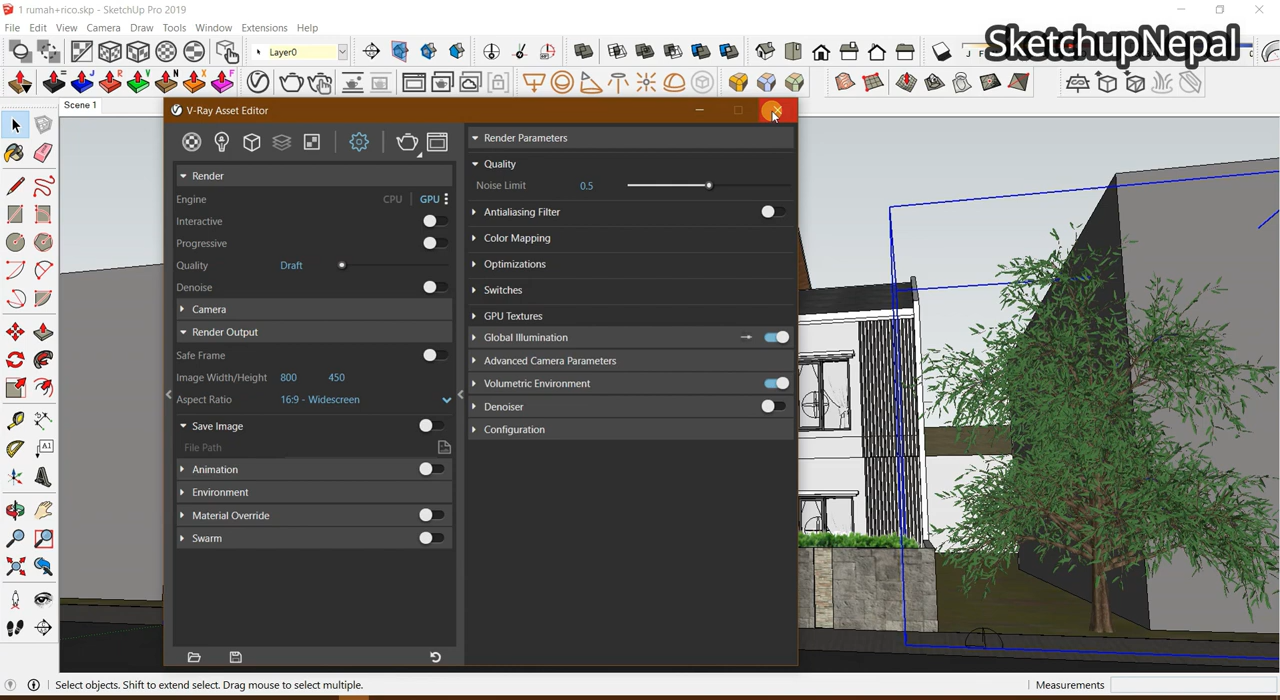 1 rumah+rico.skp - SketchUp Pro 2019
File Edit View Camera Draw Tools Window Extensions Help
SketchupNepal
Layer0
Scene 1
V-Ray Asset Editor
Render
Engine CPU GPU
Interactive
Progressive
Quality Draft
Denoise
Camera
Render Output
Safe Frame
Image Width/Height 800 450
Aspect Ratio 16:9 - Widescreen
Save Image
File Path
Animation
Environment
Material Override
Swarm
Render Parameters
Quality
Noise Limit 0.5
Antialiasing Filter
Color Mapping
Optimizations
Switches
GPU Textures
Global Illumination
Advanced Camera Parameters
Volumetric Environment
Denoiser
Configuration
Select objects. Shift to extend select. Drag mouse to select multiple.
Measurements